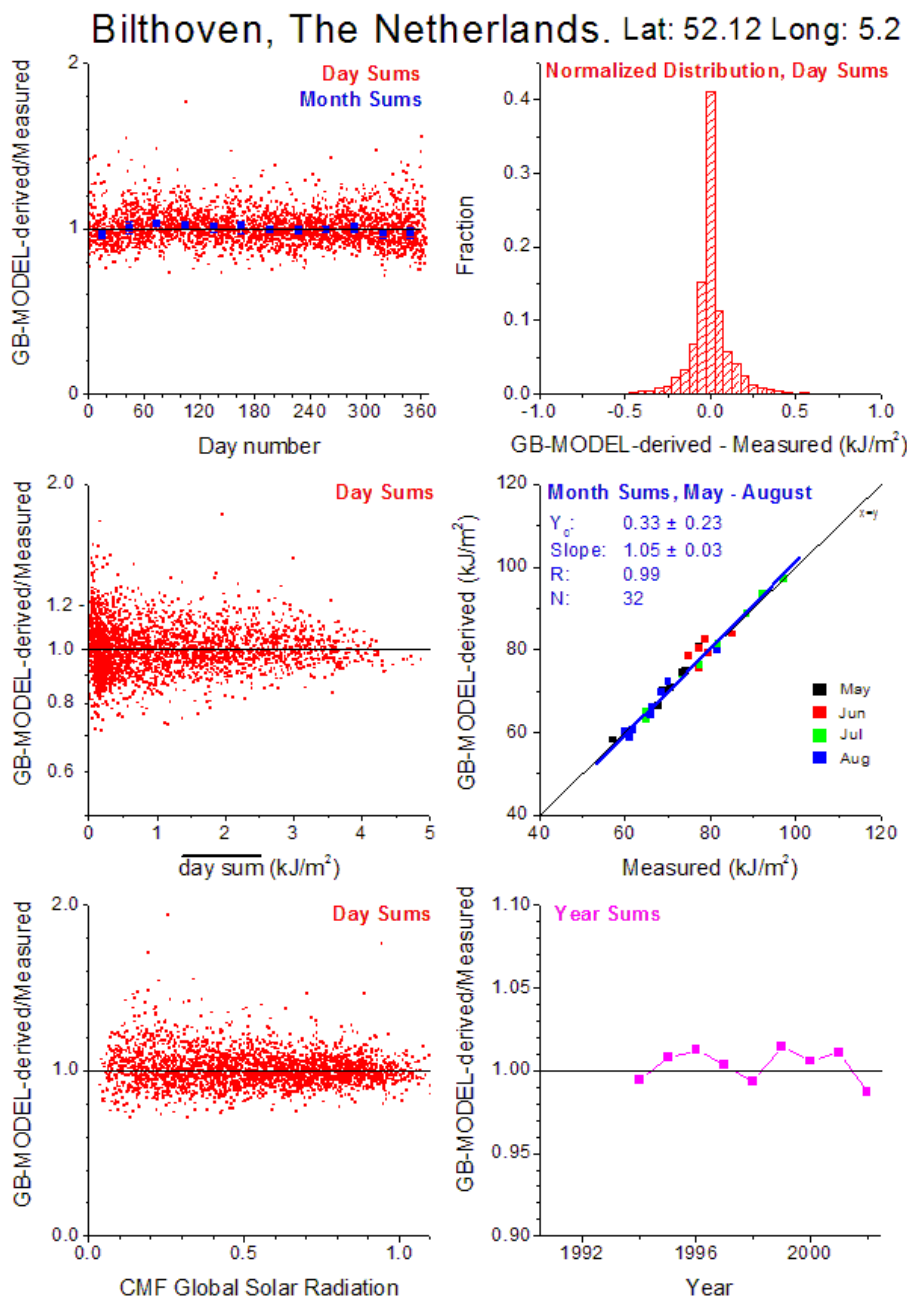 Bilthoven, The Netherlands. Lat: 52.12 Long: 5.2
GB-MODEL-derived/Measured
2
1
0
Day Sums
Month Sums
0 60 120 180 240 300 360
Day number
Fraction
0.4
0.3
0.2
0.1
0.0
Normalized Distribution, Day Sums
-1.0 -0.5 0.0 0.5 1.0
GB-MODEL-derived - Measured (kJ/m²)
GB-MODEL-derived/Measured
2.0
1.2
1.0
0.8
0.6
Day Sums
0 1 2 3 4 5
day sum (kJ/m²)
GB-MODEL-derived (kJ/m²)
120
100
80
60
40
Month Sums, May - August
Y₀: 0.33 ± 0.23
Slope: 1.05 ± 0.03
R: 0.99
N: 32
x=y
May
Jun
Jul
Aug
40 60 80 100 120
Measured (kJ/m²)
GB-MODEL-derived/Measured
2.0
1.0
0.0
Day Sums
0.0 0.5 1.0
CMF Global Solar Radiation
GB-MODEL-derived/Measured
1.10
1.05
1.00
0.95
0.90
Year Sums
1992 1996 2000
Year